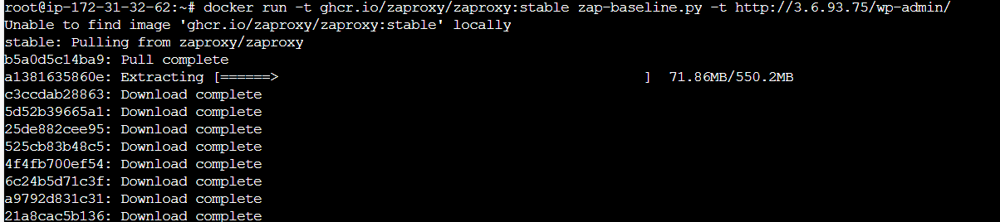 root@ip-172-31-32-62:~# docker run -t ghcr.io/zaproxy/zaproxy:stable zap-baseline.py -t http://3.6.93.75/wp-admin/
Unable to find image 'ghcr.io/zaproxy/zaproxy:stable' locally
stable: Pulling from zaproxy/zaproxy
b5a0d5c14ba9: Pull complete
a1381635860e: Extracting [======>                                            ]  71.86MB/550.2MB
c3ccdab28863: Download complete
5d52b39665a1: Download complete
25de882cee95: Download complete
525cb83b48c5: Download complete
4f4fb700ef54: Download complete
6c24b5d71c3f: Download complete
a9792d831c31: Download complete
21a8cac5b136: Download complete